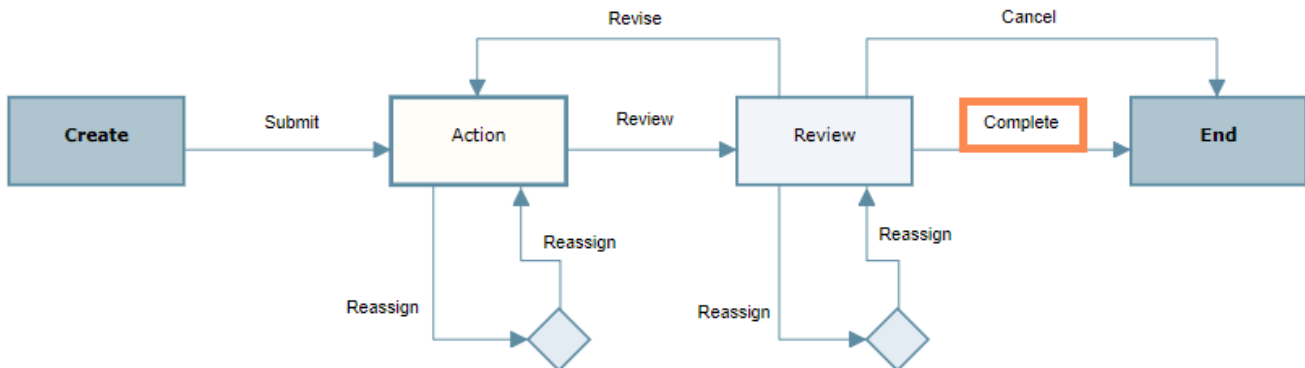 Revise
Cancel
Create
Submit
Action
Review
Review
Complete
End
Reassign
Reassign
Reassign
Reassign